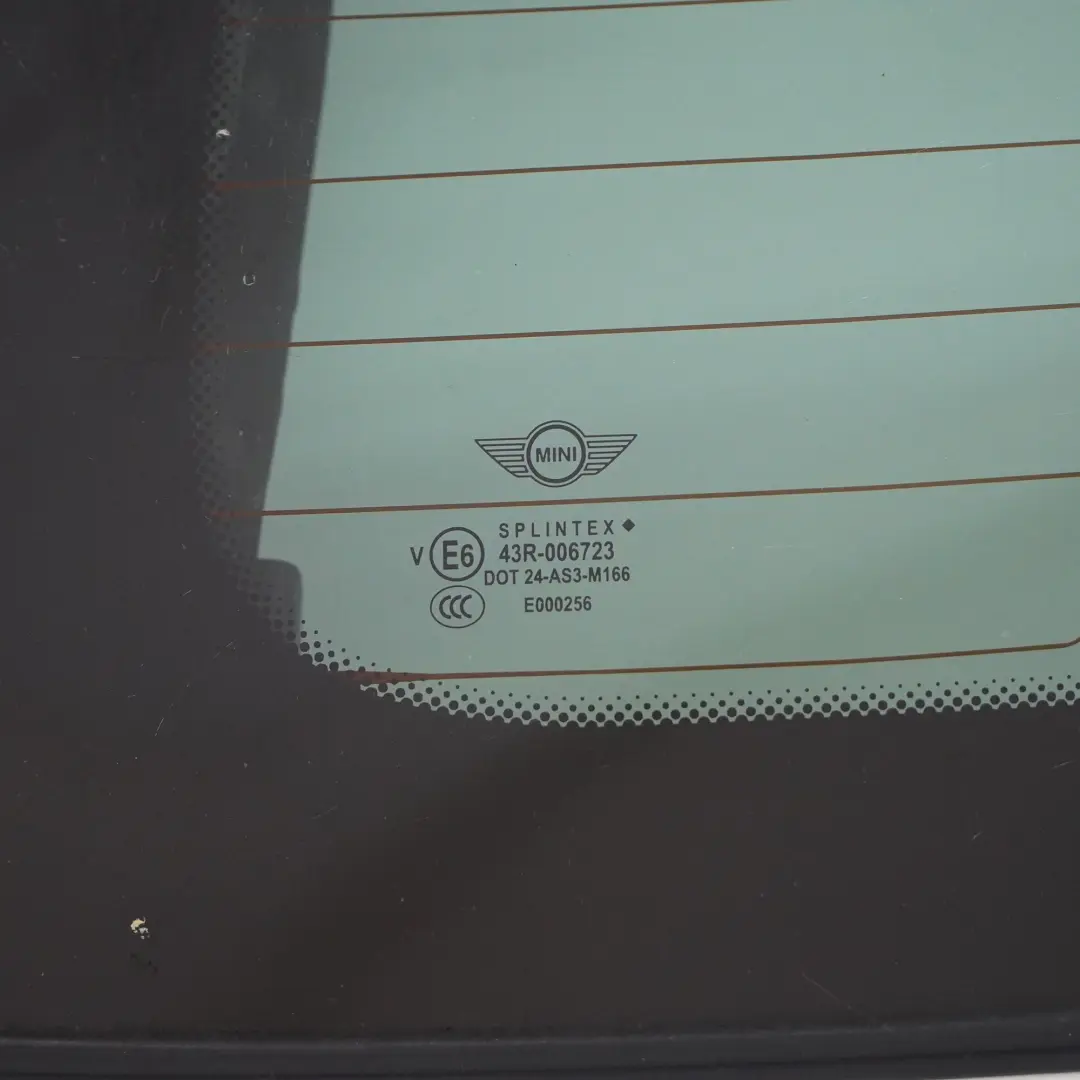 MINI
SPLINTEX
V E6 43R-006723
DOT 24-AS3-M166
CCC E000256